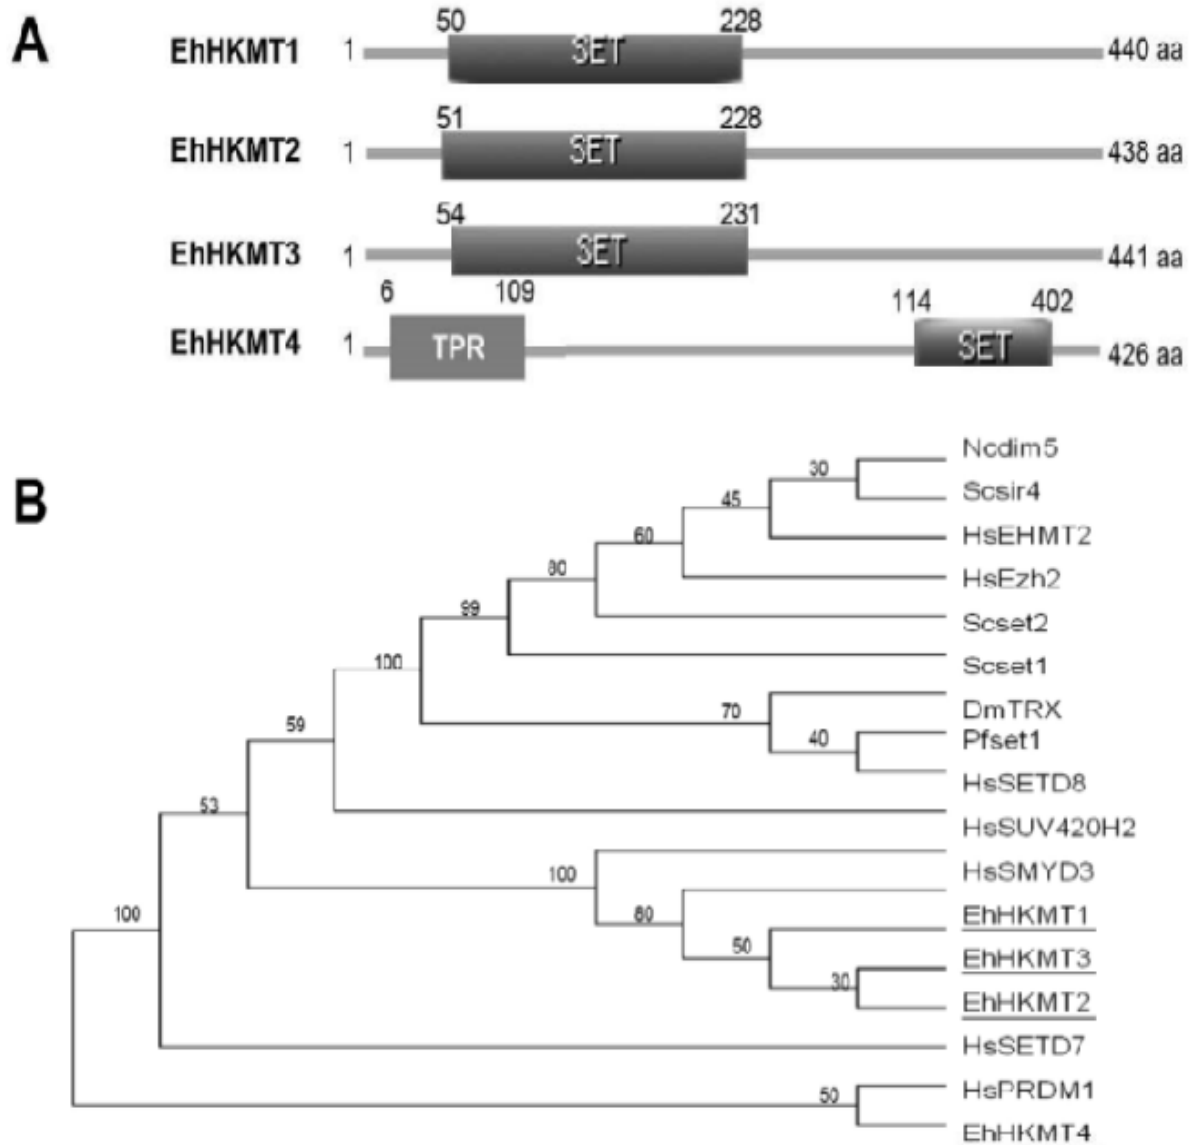 A
50 228
EhHKMT1 1 SET 440 aa
51 228
EhHKMT2 1 SET 438 aa
54 231
EhHKMT3 1 SET 441 aa
6 109 114 402
EhHKMT4 1 TPR SET 426 aa
B
Ncdim5
30
Scsir4
45
HsEHMT2
60
HsEzh2
80
Scset2
99
Scset1
100
DmTRX
70
Pfset1
40
59
HsSETD8
53
HsSUV420H2
HsSMYD3
100
EhHKMT1
80
100
50
EhHKMT3
30
EhHKMT2
HsSETD7
HsPRDM1
50
EhHKMT4